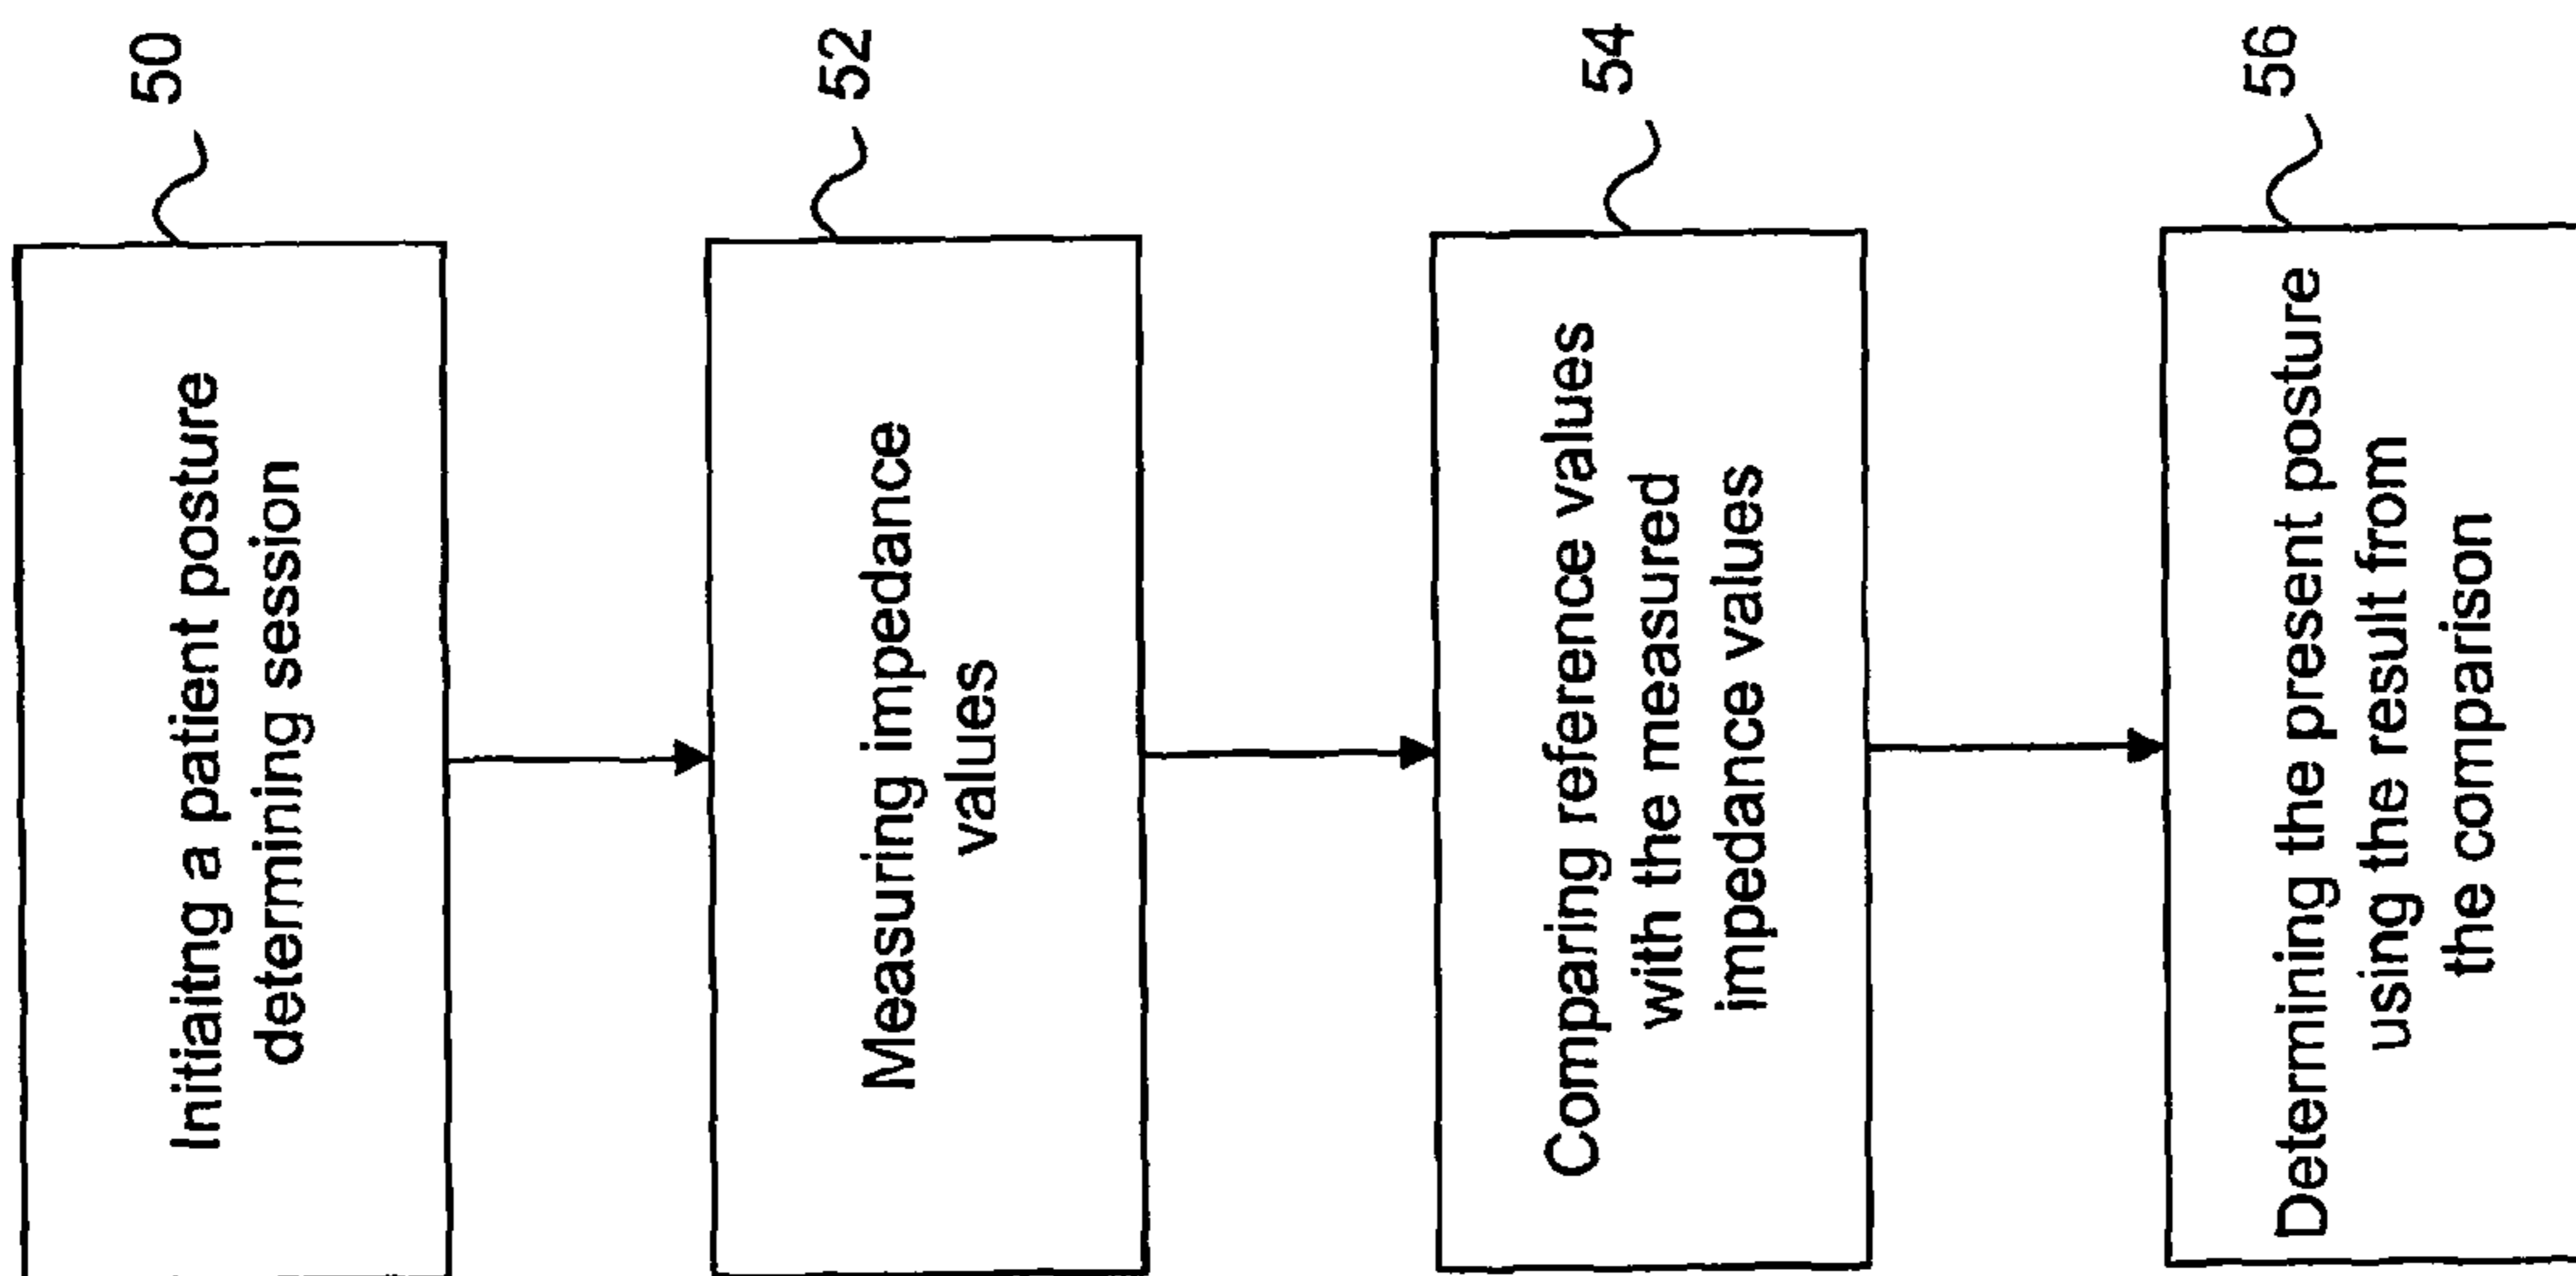 50
Initiaitng a patient posture
determining session
52
Measuring impedance
values
54
Comparing reference values
with the measured
impedance values
56
Determining the present posture
using the result from
the comparison